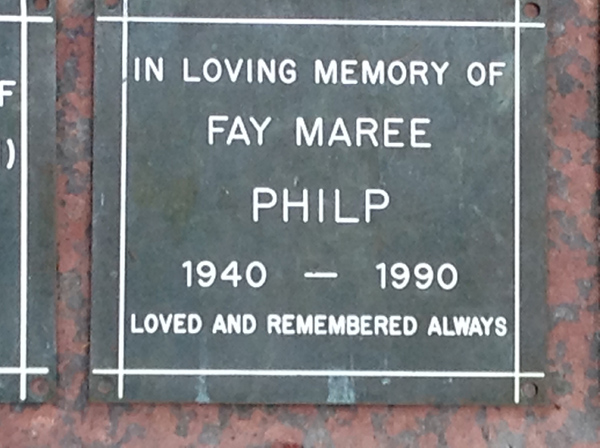 IN LOVING MEMORY OF
FAY MAREE
PHILP
1940 — 1990
LOVED AND REMEMBERED ALWAYS
F
)